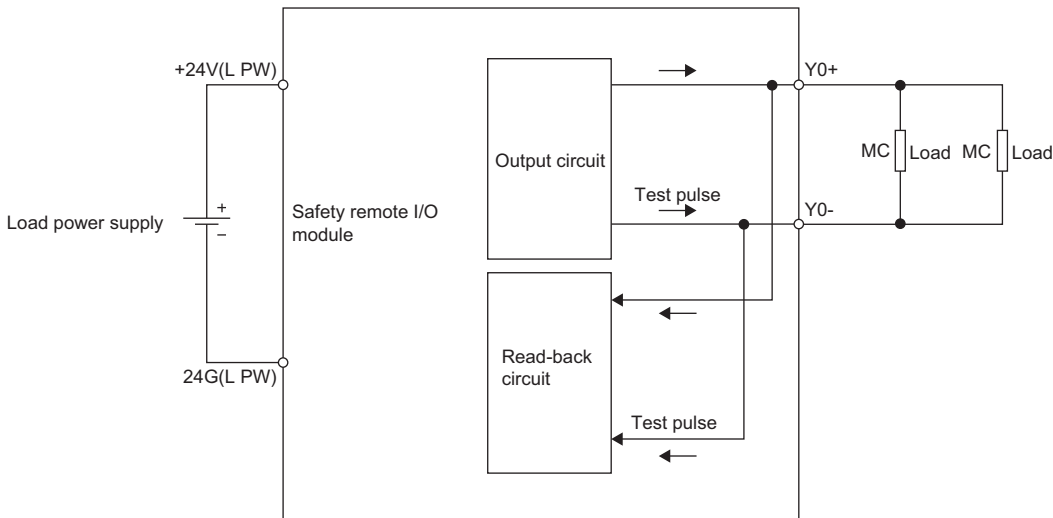 +24V(L PW)
Y0+
Output circuit
MC
Load
MC
Load
Test pulse
Y0-
Load power supply
+
−
Safety remote I/O
module
Read-back
circuit
24G(L PW)
Test pulse